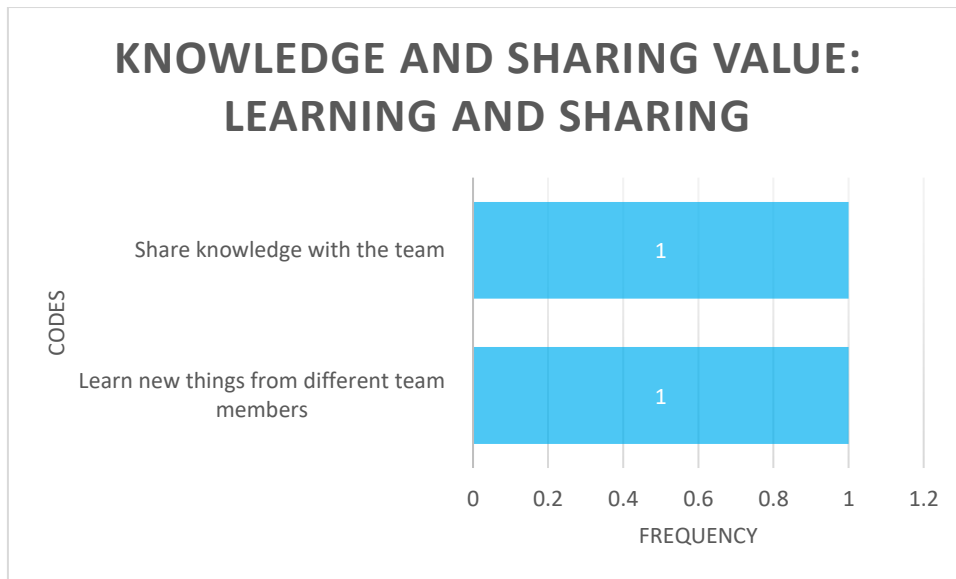 KNOWLEDGE AND SHARING VALUE:
LEARNING AND SHARING
Share knowledge with the team
1
Learn new things from different team
members
1
CODES
0 0.2 0.4 0.6 0.8 1 1.2
FREQUENCY